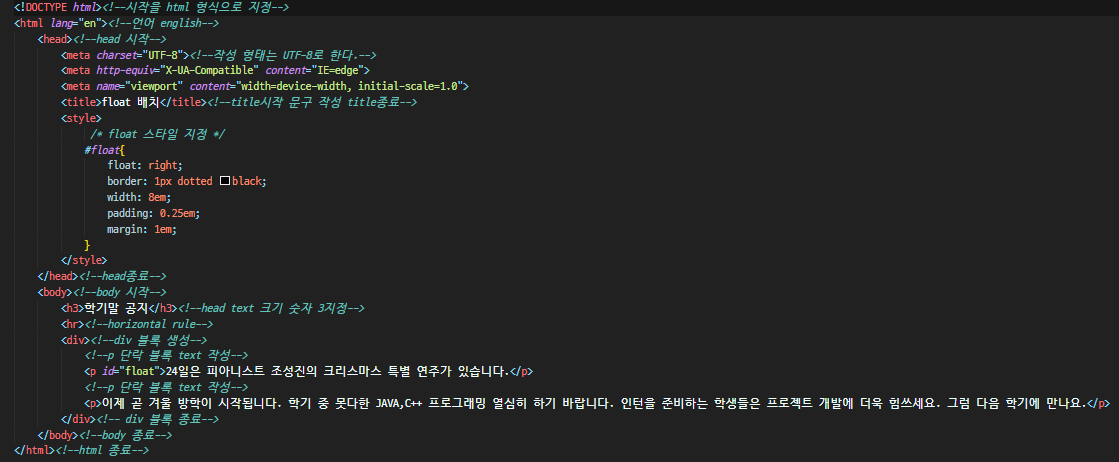 <!DOCTYPE html><!--시작을 html 형식으로 지정-->
<html lang="en"><!--언어 english-->
    <head><!--head 시작-->
        <meta charset="UTF-8"><!--작성 형태는 UTF-8로 한다.-->
        <meta http-equiv="X-UA-Compatible" content="IE=edge">
        <meta name="viewport" content="width=device-width, initial-scale=1.0">
        <title>float 배치</title><!--title시작 문구 작성 title종료-->
        <style>
             /* float 스타일 지정 */
            #float{
                float: right;
                border: 1px dotted black;
                width: 8em;
                padding: 0.25em;
                margin: 1em;
            }
        </style>
    </head><!--head종료-->
    <body><!--body 시작-->
        <h3>학기말 공지</h3><!--head text 크기 숫자 3지정-->
        <hr><!--horizontal rule-->
        <div><!--div 블록 생성-->
            <!--p 단락 블록 text 작성-->
            <p id="float">24일은 피아니스트 조성진의 크리스마스 특별 연주가 있습니다.</p>
            <!--p 단락 블록 text 작성-->
            <p>이제 곧 겨울 방학이 시작됩니다. 학기 중 못다한 JAVA,C++ 프로그래밍 열심히 하기 바랍니다. 인턴을 준비하는 학생들은 프로젝트 개발에 더욱 힘쓰세요. 그럼 다음 학기에 만나요.</p>
        </div><!-- div 블록 종료-->
    </body><!--body 종료-->
</html><!--html 종료-->